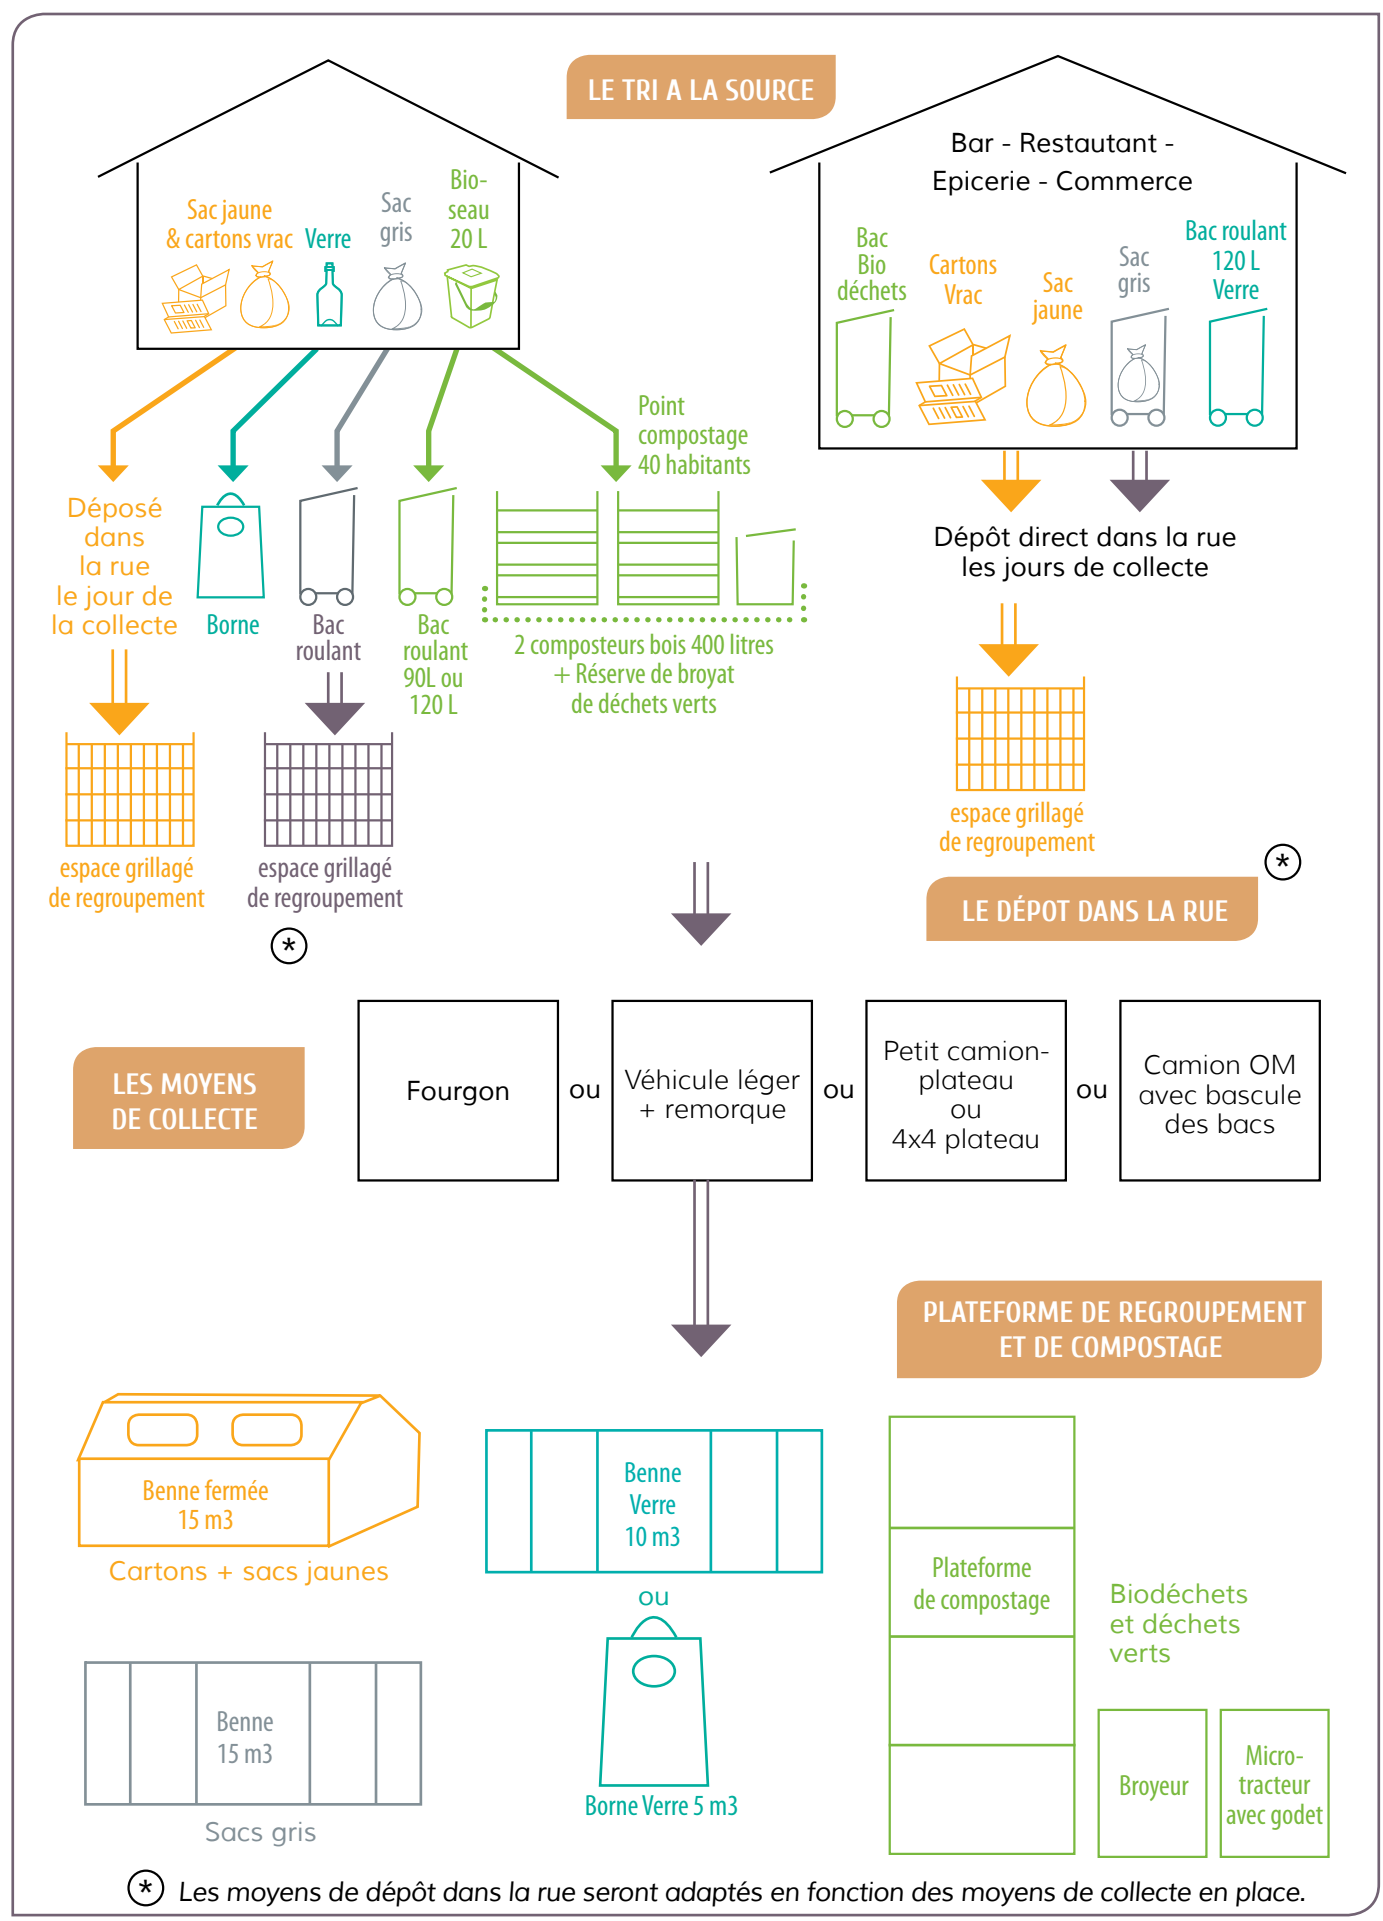 LE TRI A LA SOURCE
Sac jaune
& cartons vrac
Verre
Sac
gris
Bio-
seau
20 L
Bar - Restautant -
Epicerie - Commerce
Bac
Bio
déchets
Cartons
Vrac
Sac
jaune
Sac
gris
Bac roulant
120 L
Verre
Déposé
dans
la rue
le jour de
la collecte
Borne
Bac
roulant
Bac
roulant
90L ou
120 L
Point
compostage
40 habitants
2 composteurs bois 400 litres
+ Réserve de broyat
de déchets verts
Dépôt direct dans la rue
les jours de collecte
espace grillagé
de regroupement
espace grillagé
de regroupement
*
espace grillagé
de regroupement
*
LE DÉPOT DANS LA RUE
LES MOYENS
DE COLLECTE
Fourgon
ou
Véhicule léger
+ remorque
ou
Petit camion-
plateau
ou
4x4 plateau
ou
Camion OM
avec bascule
des bacs
PLATEFORME DE REGROUPEMENT
ET DE COMPOSTAGE
Benne fermée
15 m3
Cartons + sacs jaunes
Benne
Verre
10 m3
ou
Borne Verre 5 m3
Benne
15 m3
Sacs gris
Plateforme
de compostage
Biodéchets
et déchets
verts
Broyeur
Micro-
tracteur
avec godet
* Les moyens de dépôt dans la rue seront adaptés en fonction des moyens de collecte en place.